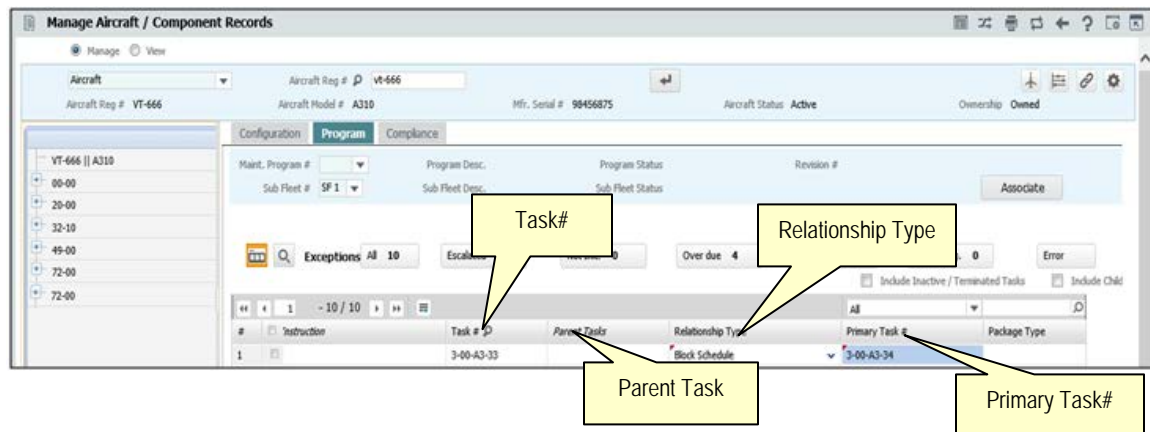 Manage Aircraft / Component Records
Manage View
Aircraft Aircraft Reg # vt-666
Aircraft Reg # VT-666 Aircraft Model # A310 Mfr. Serial # 98456875 Aircraft Status Active Ownership Owned
Configuration Program Compliance
VT-666 || A310
00-00
20-00
32-10
49-00
72-00
72-00
Maint. Program # Program Desc. Program Status Revision #
Sub Fleet # SF 1 Sub Fleet Desc. Sub Fleet Status Associate
Task#
Relationship Type
Exceptions All 10 0 Over due 4 0 Error
Include Inactive / Terminated Tasks Include Child
1 - 10 / 10 All
# Task # Parent Tasks Relationship Type Primary Task # Package Type
1 3-00-A3-33 Block Schedule 3-00-A3-34
Parent Task
Primary Task#